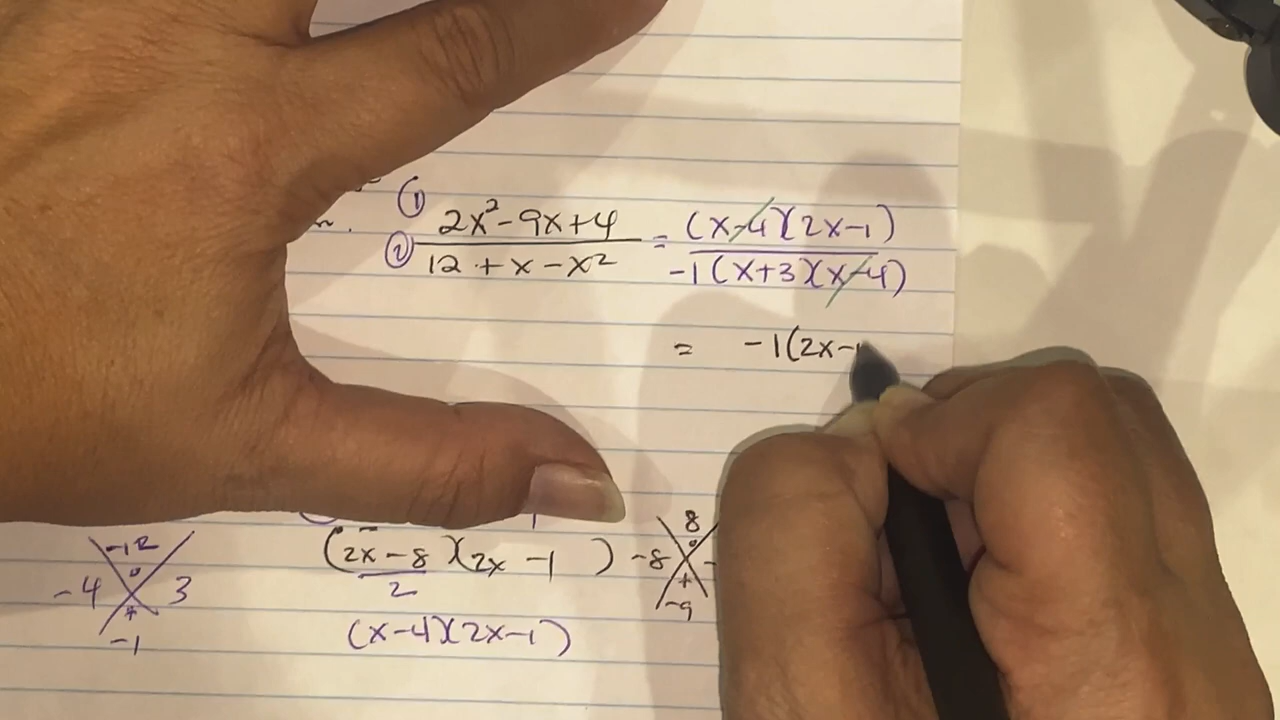 ①
② 2x²-9x+4 / 12+x-x² = (x-4)(2x-1) / -1(x+3)(x-4)
= -1(2x-1
-12
-4 3
+
-1
(2x-8)(2x-1)
2
(x-4)(2x-1)
8
-8 -
+
-9